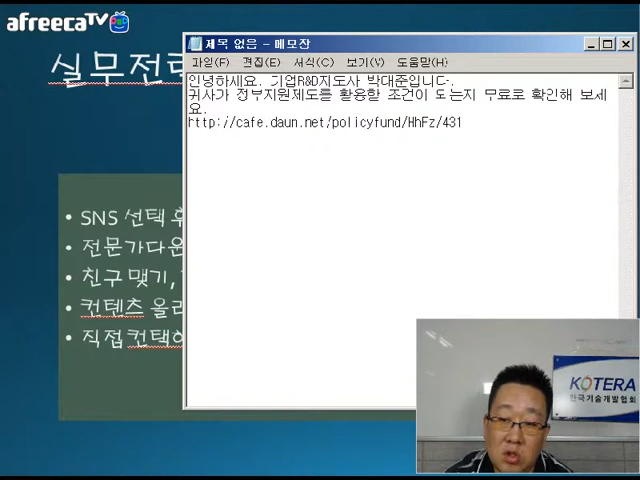 afreecaTV
실무전략
제목 없음 - 메모장
파일(F) 편집(E) 서식(O) 보기(V) 도움말(H)
안녕하세요. 기업R&D지도사 박대준입니다.
귀사가 정부지원제도를 활용할 조건이 되는지 무료로 확인해 보세
요.
http://cafe.daun.net/policyfund/HhFz/431
• SNS 선택 후
• 전문가다운
• 친구 맺기,
• 컨텐츠 올리
• 직접 컨택
KOTERA
한국기술개발협회